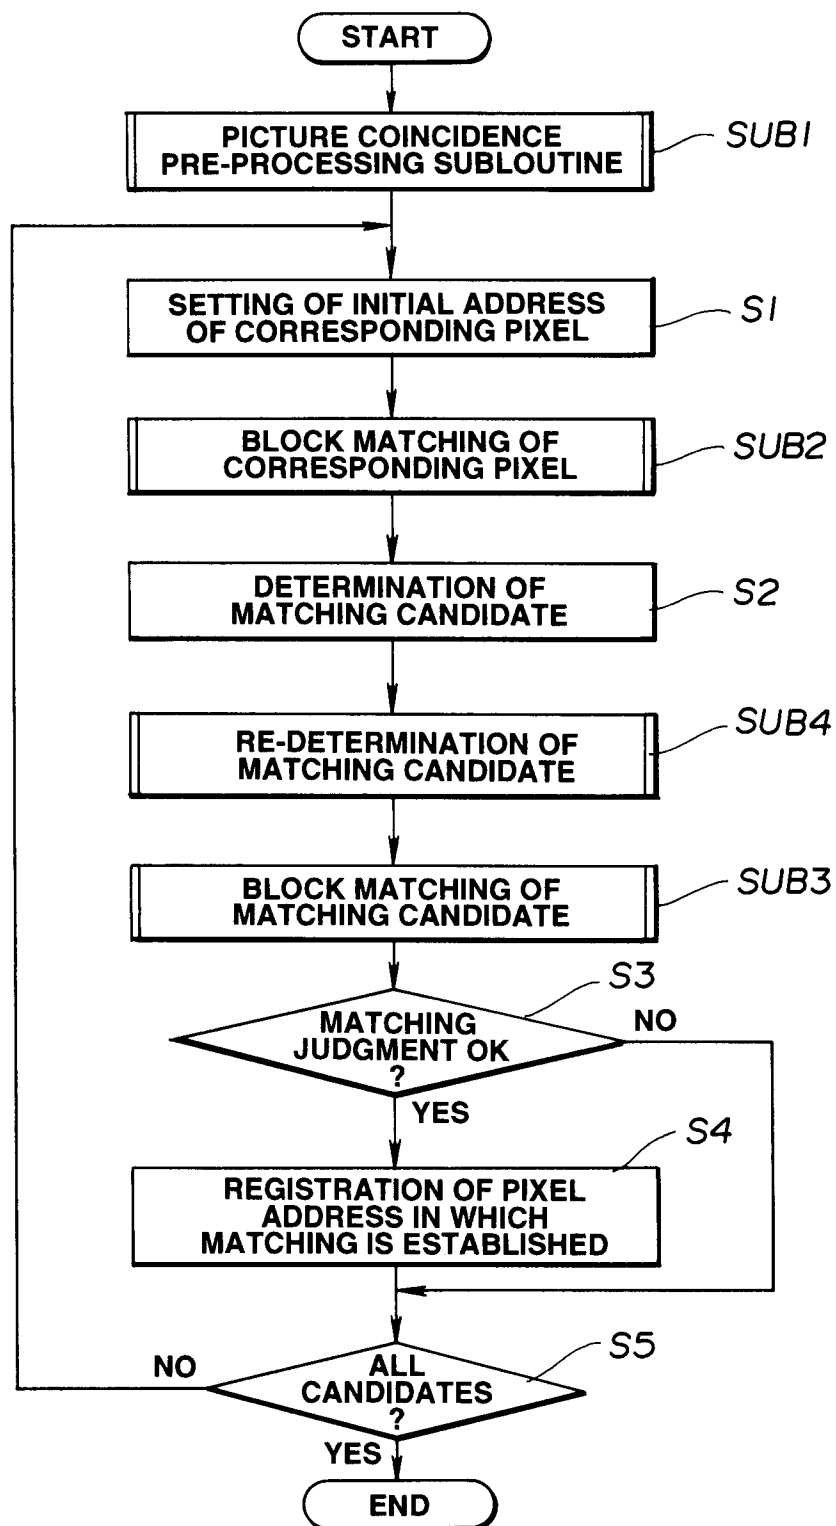 START
PICTURE COINCIDENCE
PRE-PROCESSING SUBLOUTINE
SUB1
SETTING OF INITIAL ADDRESS
OF CORRESPONDING PIXEL
S1
BLOCK MATCHING OF
CORRESPONDING PIXEL
SUB2
DETERMINATION OF
MATCHING CANDIDATE
S2
RE-DETERMINATION OF
MATCHING CANDIDATE
SUB4
BLOCK MATCHING OF
MATCHING CANDIDATE
SUB3
S3
MATCHING
JUDGMENT OK
?
NO
YES
S4
REGISTRATION OF PIXEL
ADDRESS IN WHICH
MATCHING IS ESTABLISHED
S5
NO
ALL
CANDIDATES
?
YES
END